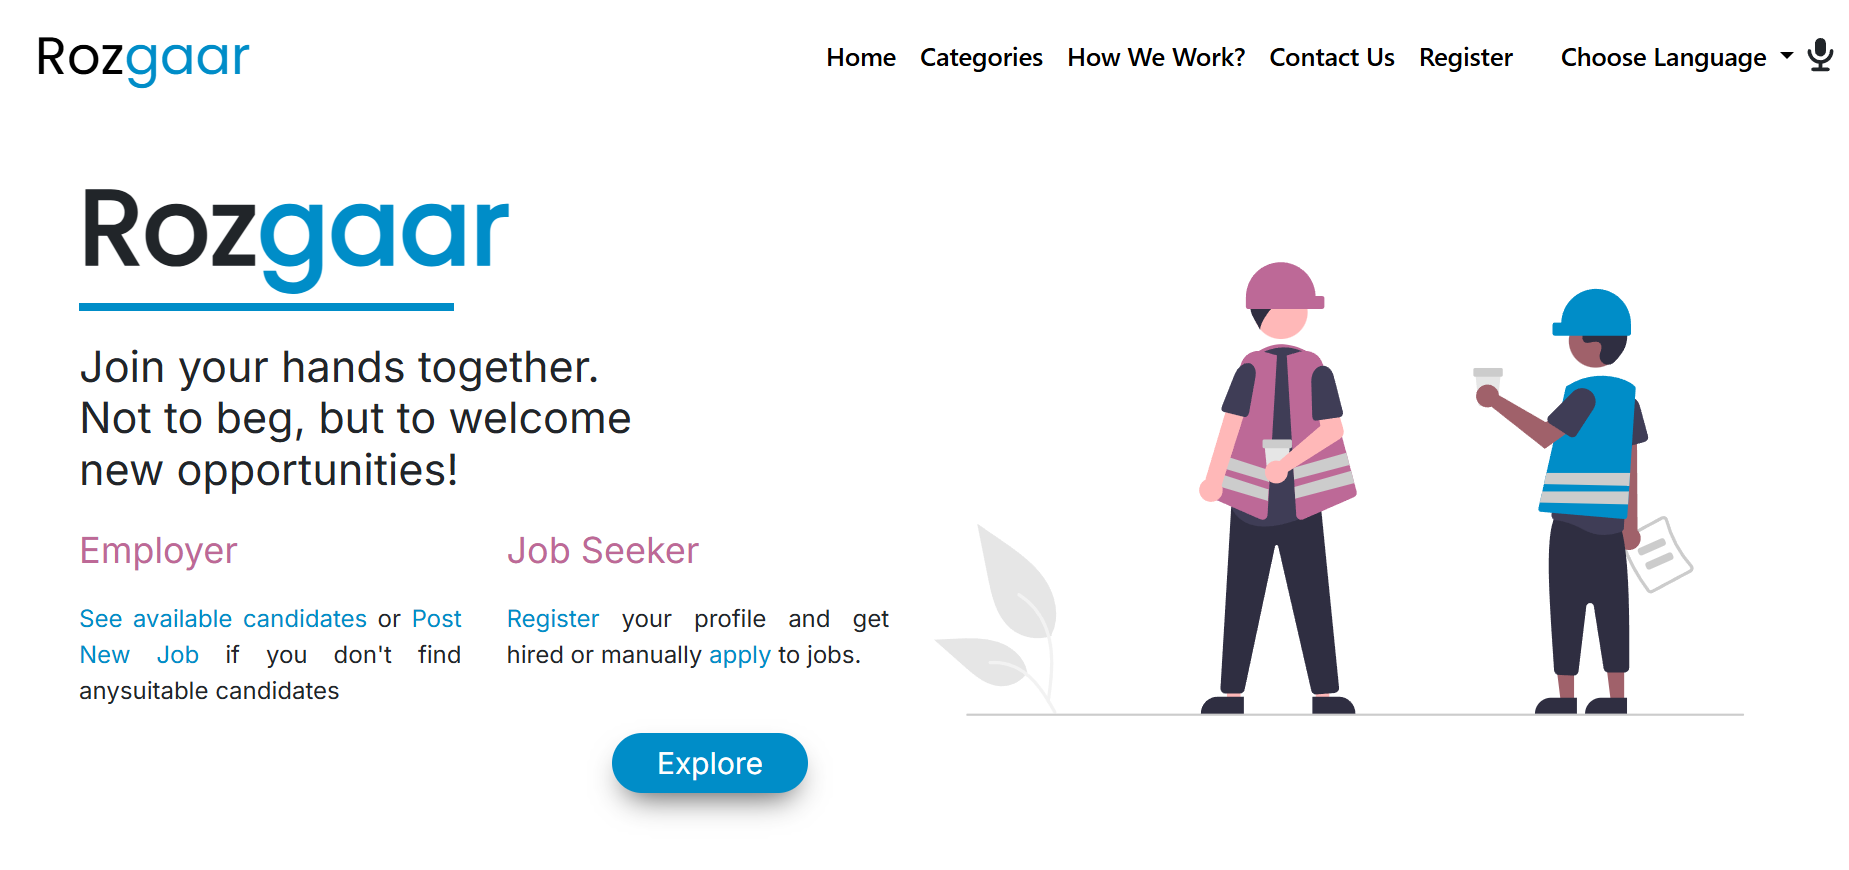 Rozgaar
Home Categories How We Work? Contact Us Register Choose Language
Rozgaar
Join your hands together.
Not to beg, but to welcome
new opportunities!
Employer
See available candidates or Post
New Job if you don't find
anysuitable candidates
Job Seeker
Register your profile and get
hired or manually apply to jobs.
Explore